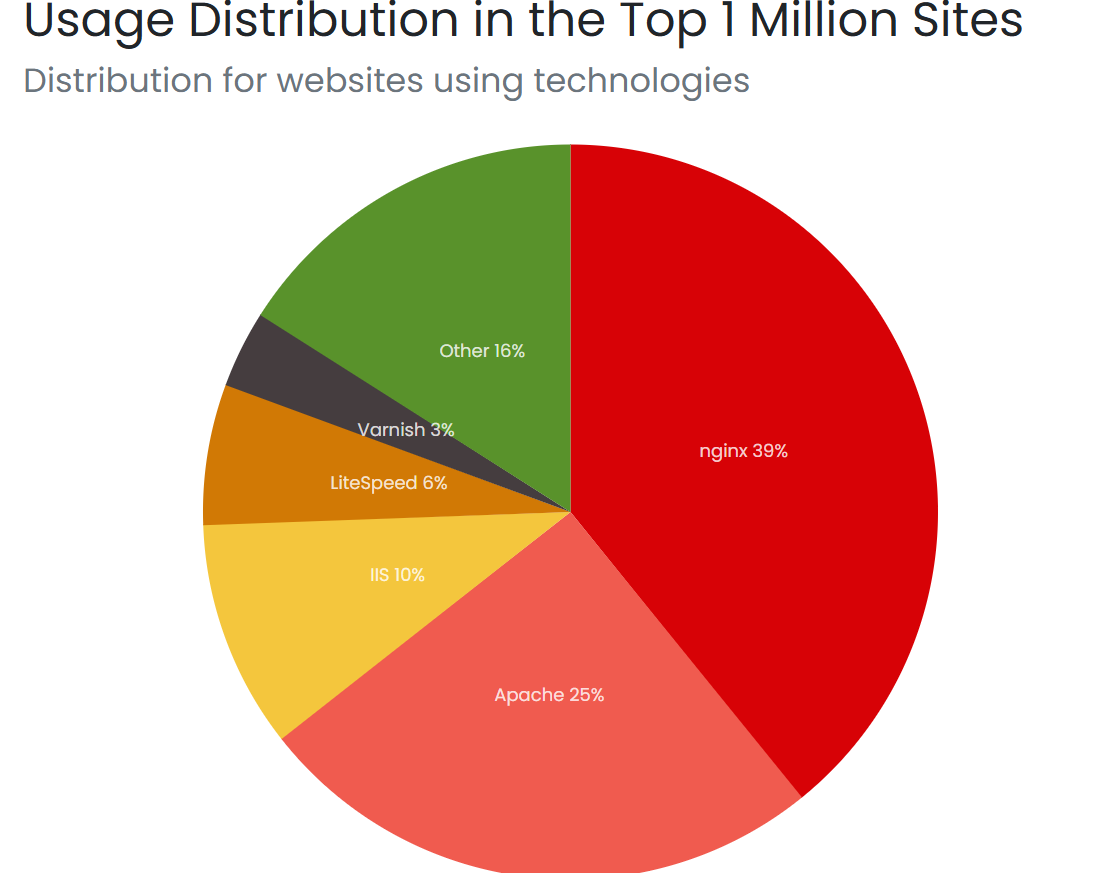 Usage Distribution in the Top 1 Million Sites
Distribution for websites using technologies
Other 16%
Varnish 3%
nginx 39%
LiteSpeed 6%
IIS 10%
Apache 25%